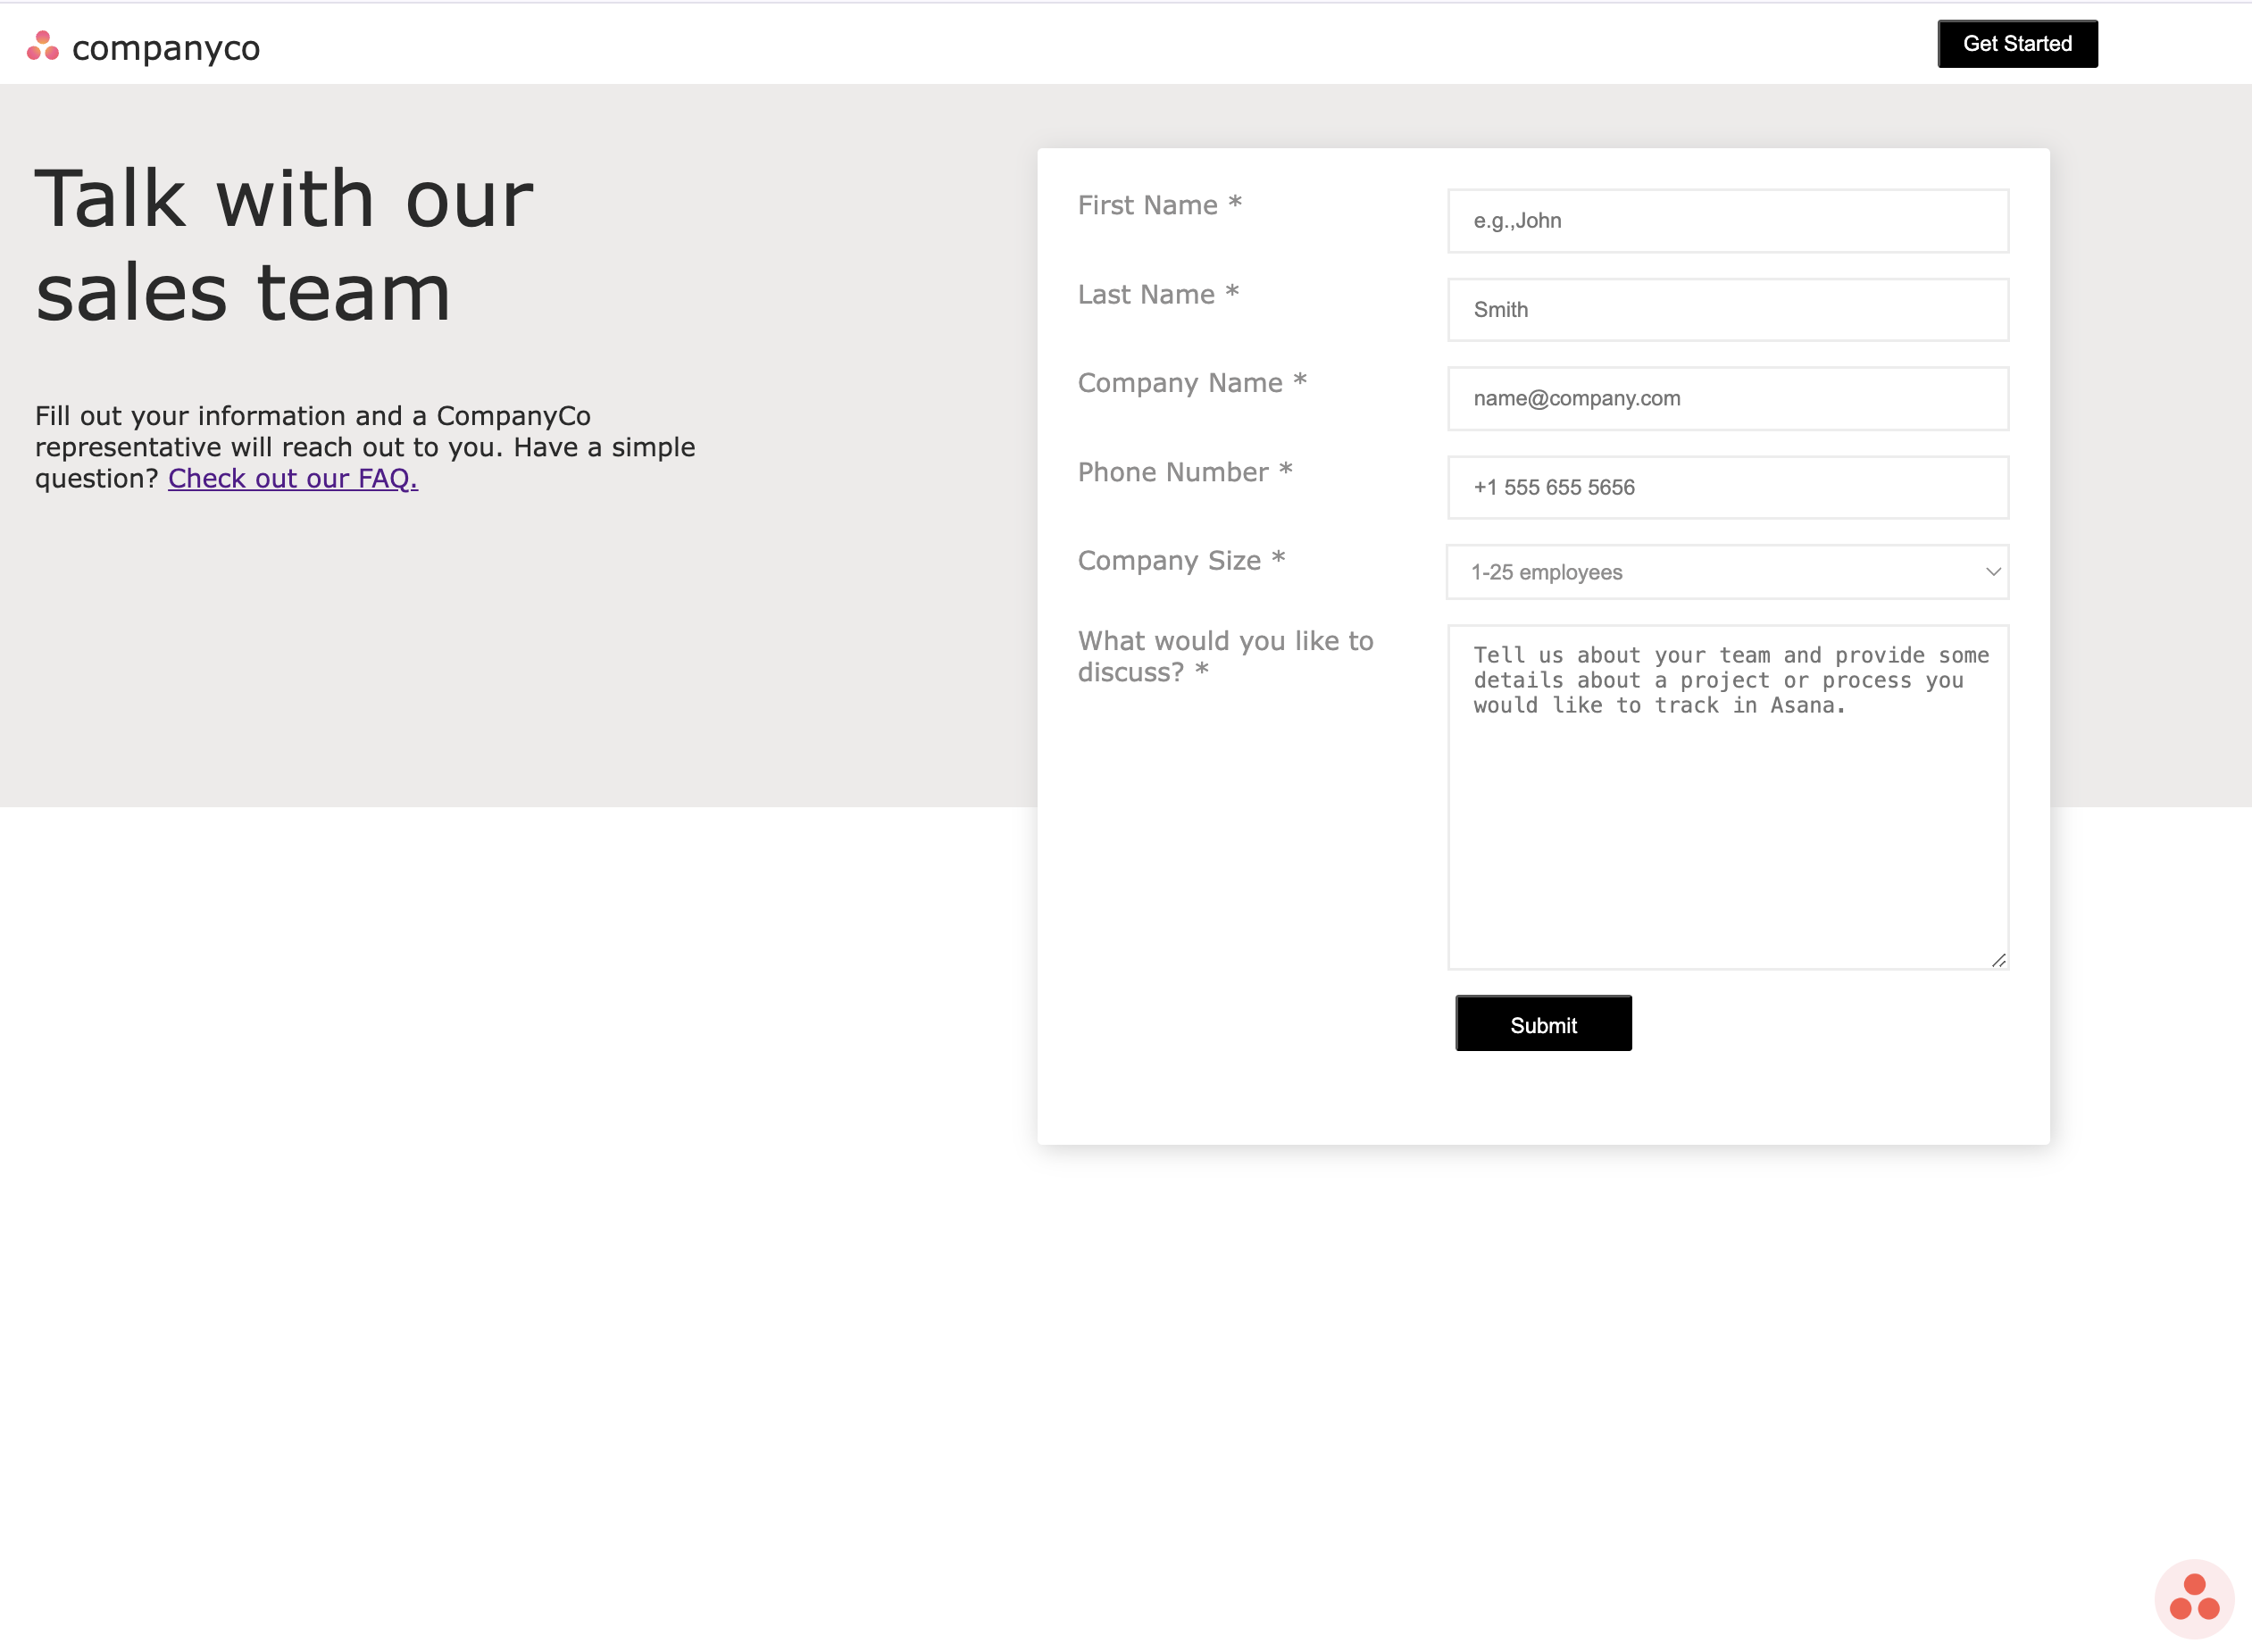 companyco
Get Started
Talk with our
sales team
Fill out your information and a CompanyCo
representative will reach out to you. Have a simple
question? Check out our FAQ.
First Name *
e.g.,John
Last Name *
Smith
Company Name *
name@company.com
Phone Number *
+1 555 655 5656
Company Size *
1-25 employees
What would you like to
discuss? *
Tell us about your team and provide some
details about a project or process you
would like to track in Asana.
Submit